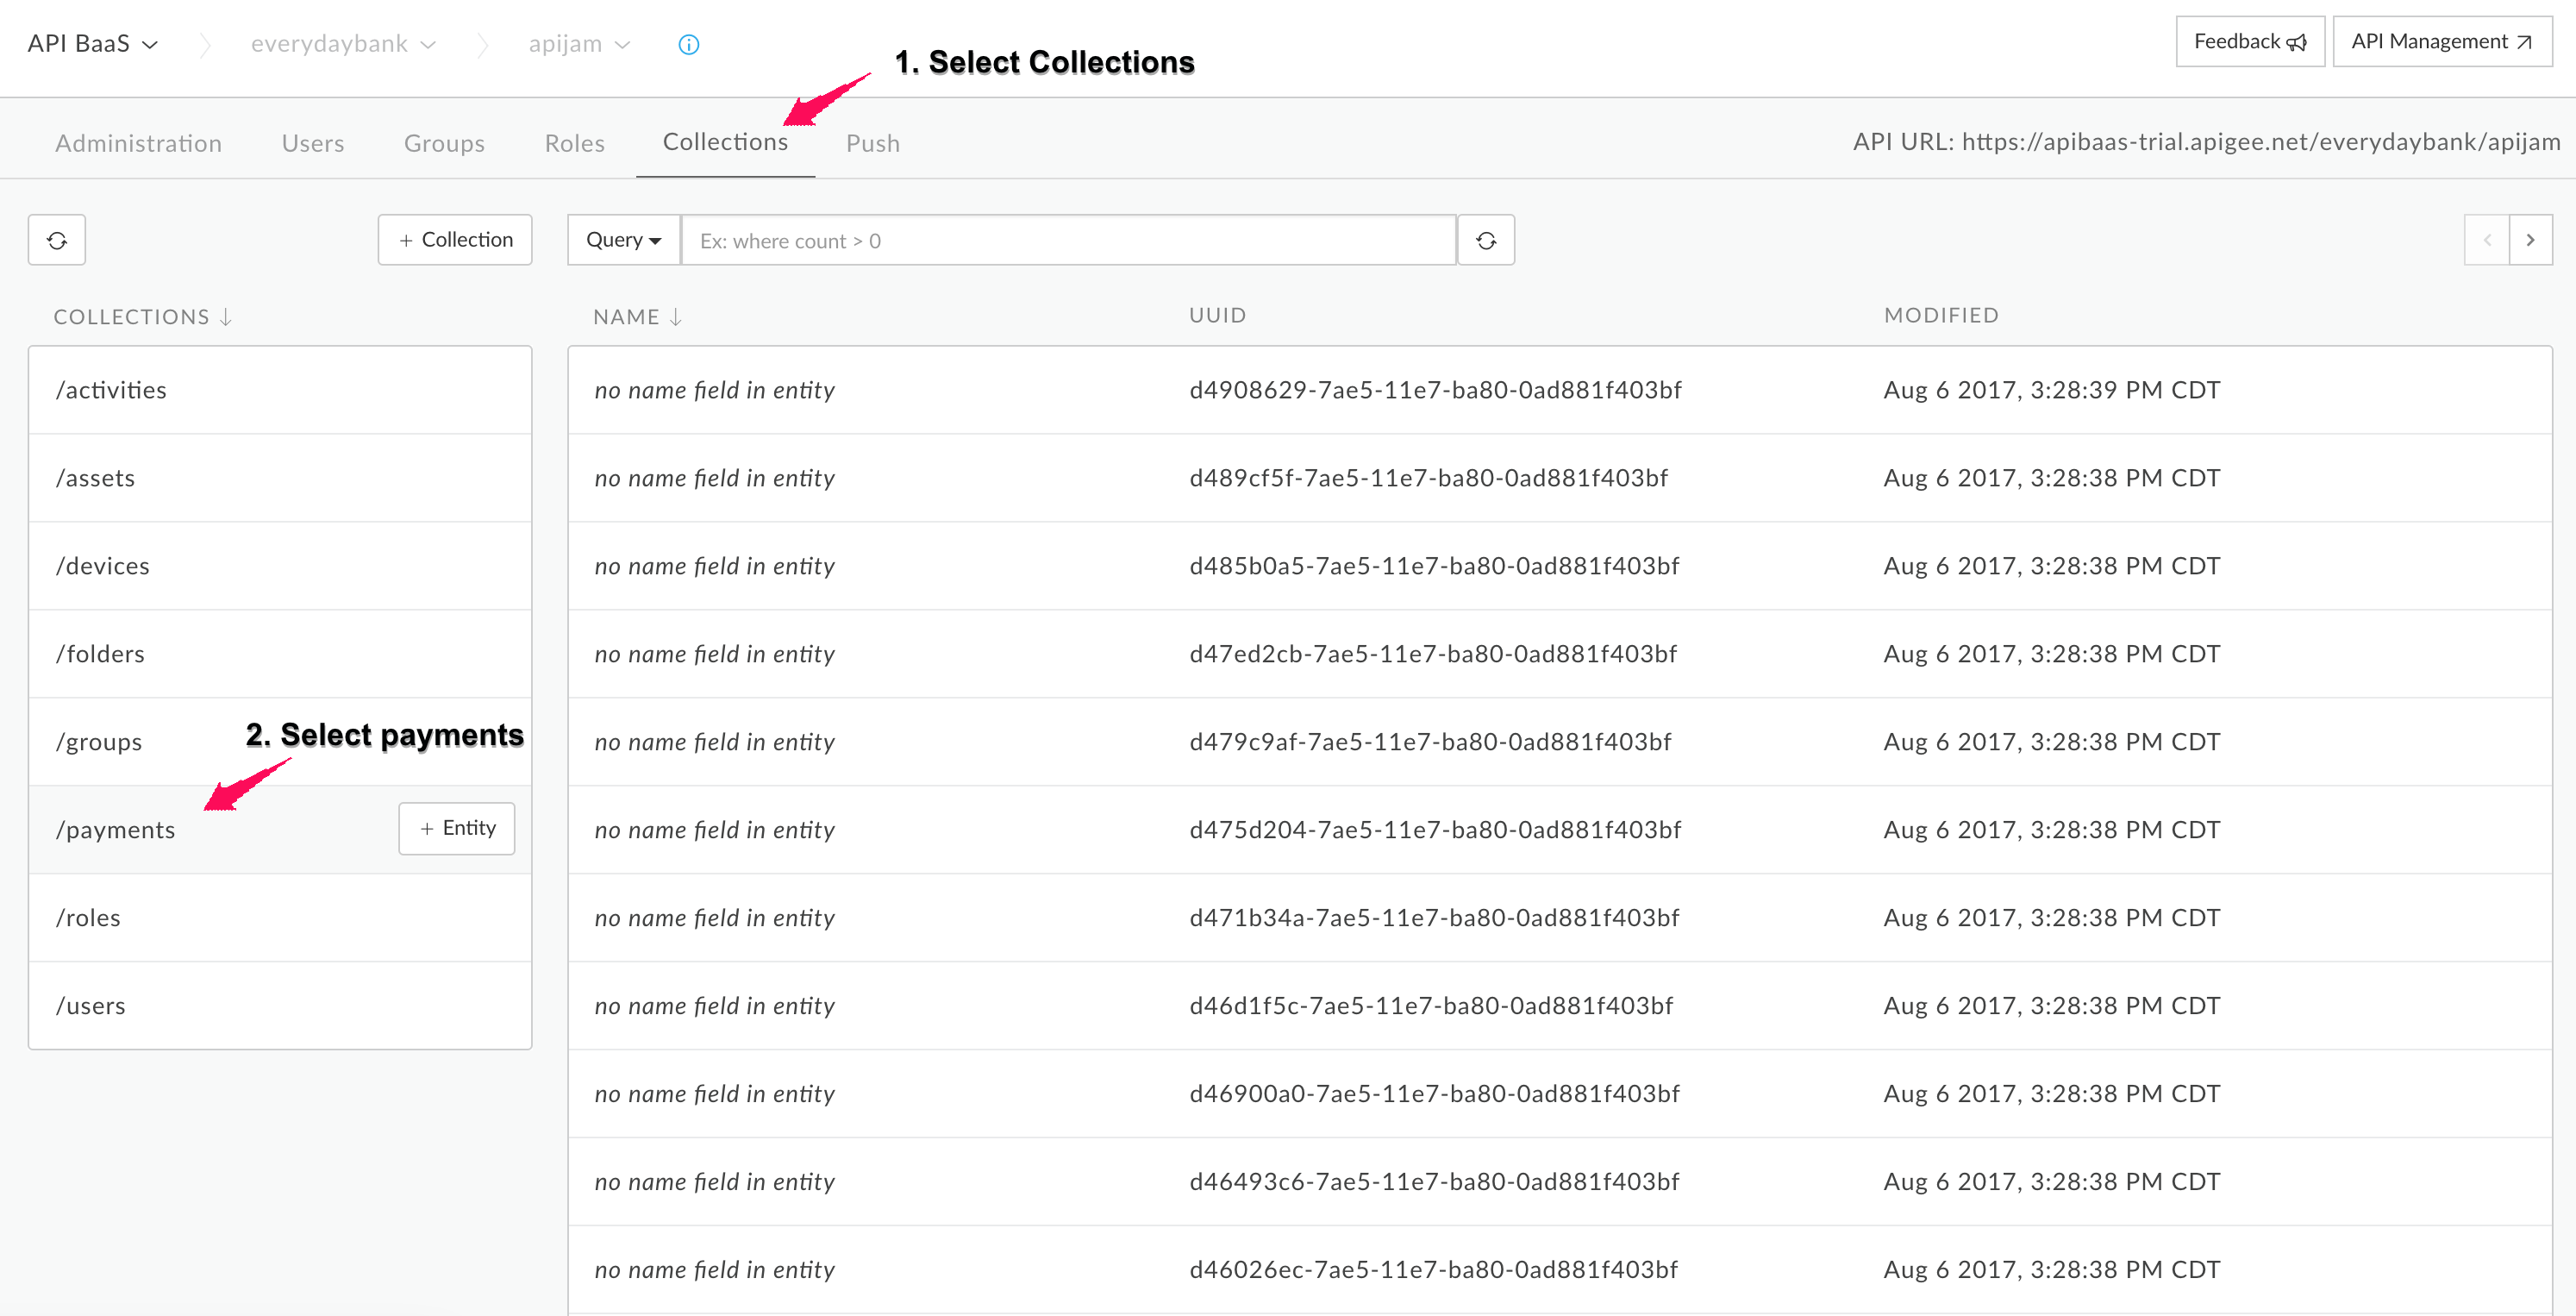 API BaaS everydaybank apijam
1. Select Collections
Feedback API Management
Administration Users Groups Roles Collections Push API URL: https://apibaas-trial.apigee.net/everydaybank/apijam
+ Collection Query Ex: where count > 0
COLLECTIONS ↓ NAME ↓ UUID MODIFIED
/activities
/assets
/devices
/folders
/groups
2. Select payments
/payments + Entity
/roles
/users
no name field in entity d4908629-7ae5-11e7-ba80-0ad881f403bf Aug 6 2017, 3:28:39 PM CDT
no name field in entity d489cf5f-7ae5-11e7-ba80-0ad881f403bf Aug 6 2017, 3:28:38 PM CDT
no name field in entity d485b0a5-7ae5-11e7-ba80-0ad881f403bf Aug 6 2017, 3:28:38 PM CDT
no name field in entity d47ed2cb-7ae5-11e7-ba80-0ad881f403bf Aug 6 2017, 3:28:38 PM CDT
no name field in entity d479c9af-7ae5-11e7-ba80-0ad881f403bf Aug 6 2017, 3:28:38 PM CDT
no name field in entity d475d204-7ae5-11e7-ba80-0ad881f403bf Aug 6 2017, 3:28:38 PM CDT
no name field in entity d471b34a-7ae5-11e7-ba80-0ad881f403bf Aug 6 2017, 3:28:38 PM CDT
no name field in entity d46d1f5c-7ae5-11e7-ba80-0ad881f403bf Aug 6 2017, 3:28:38 PM CDT
no name field in entity d46900a0-7ae5-11e7-ba80-0ad881f403bf Aug 6 2017, 3:28:38 PM CDT
no name field in entity d46493c6-7ae5-11e7-ba80-0ad881f403bf Aug 6 2017, 3:28:38 PM CDT
no name field in entity d46026ec-7ae5-11e7-ba80-0ad881f403bf Aug 6 2017, 3:28:38 PM CDT